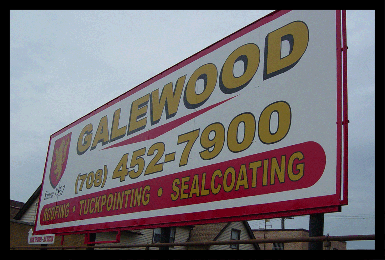 GALEWOOD
(708) 452-7900
ROOFING • TUCKPOINTING • SEALCOATING